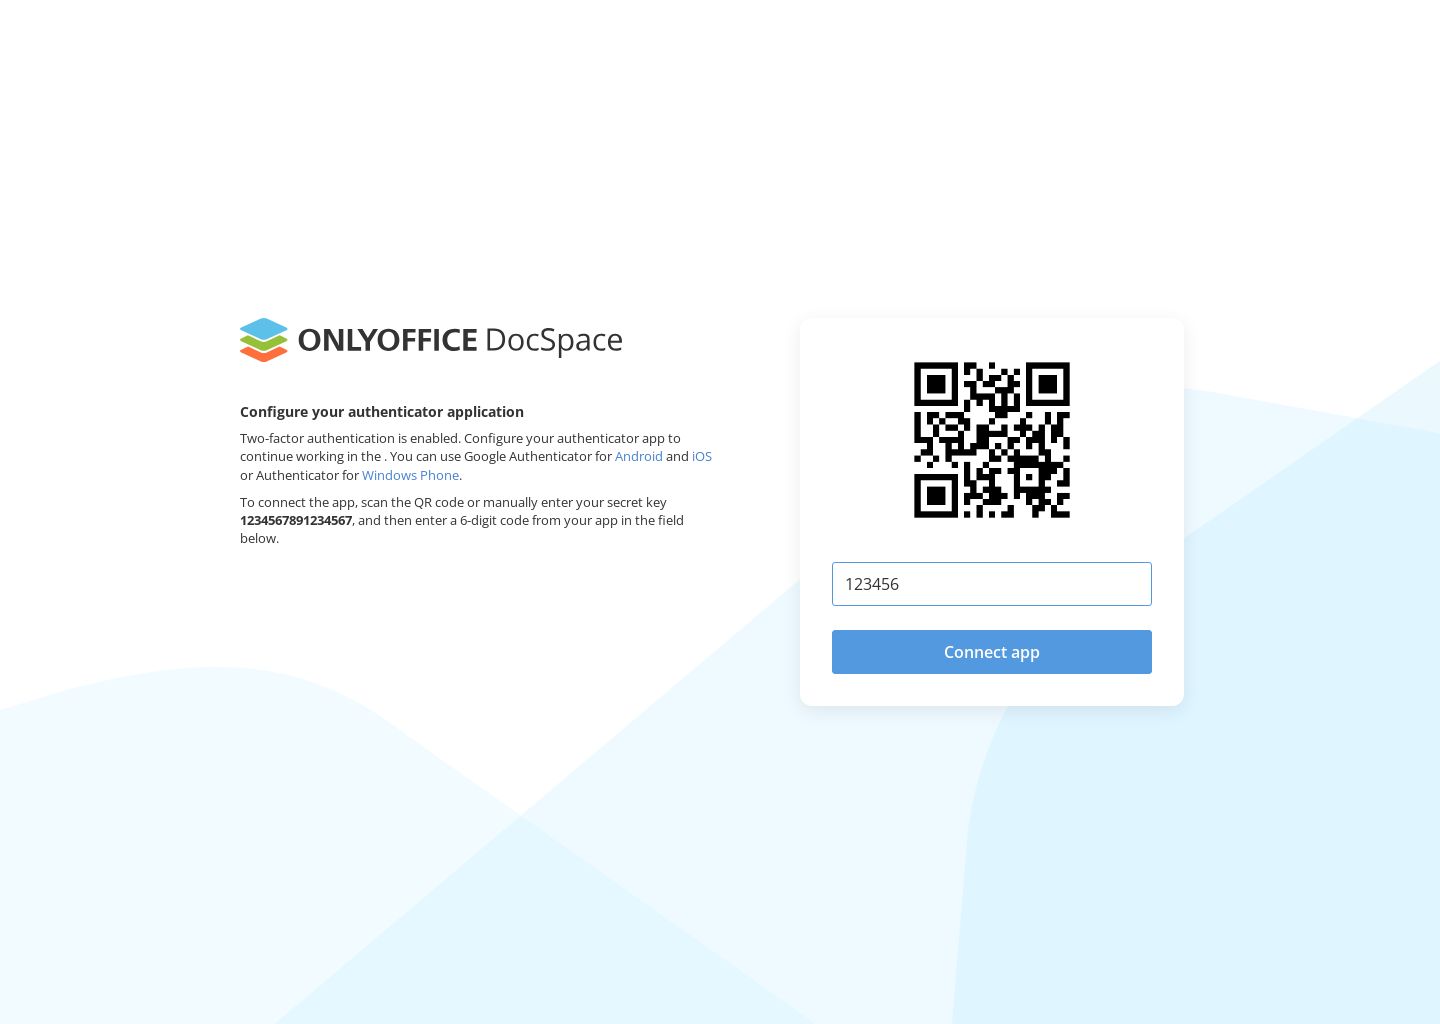 ONLYOFFICE DocSpace
Configure your authenticator application
Two-factor authentication is enabled. Configure your authenticator app to
continue working in the . You can use Google Authenticator for Android and iOS
or Authenticator for Windows Phone.
To connect the app, scan the QR code or manually enter your secret key
1234567891234567, and then enter a 6-digit code from your app in the field
below.
123456
Connect app